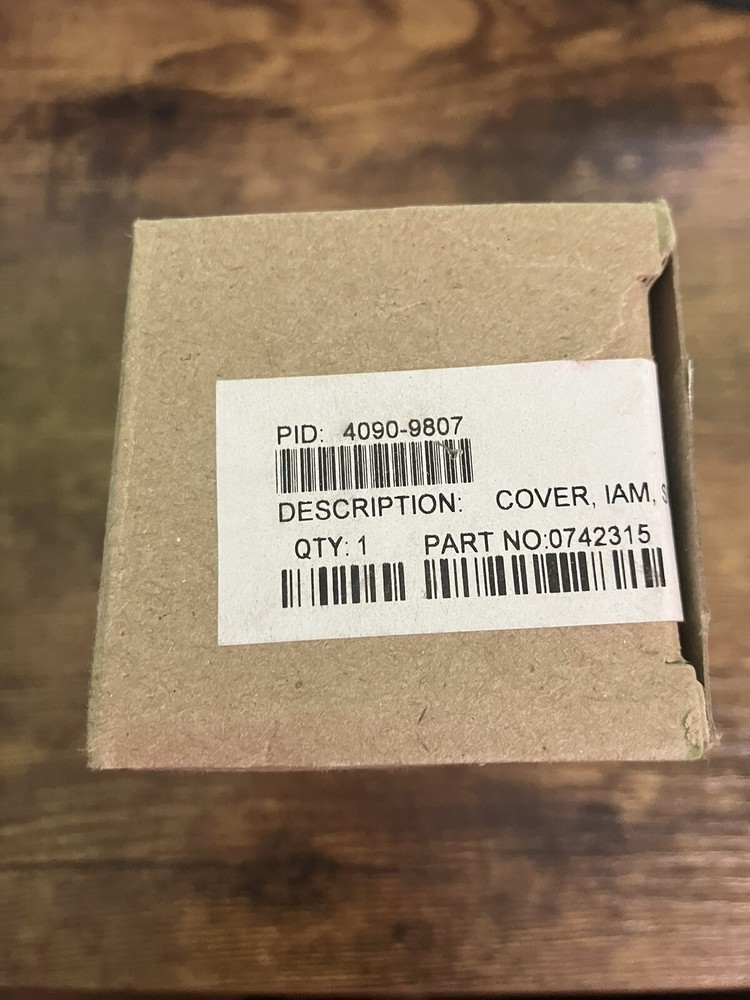 PID: 4090-9807
DESCRIPTION: COVER, IAM,
QTY: 1 PART NO:0742315